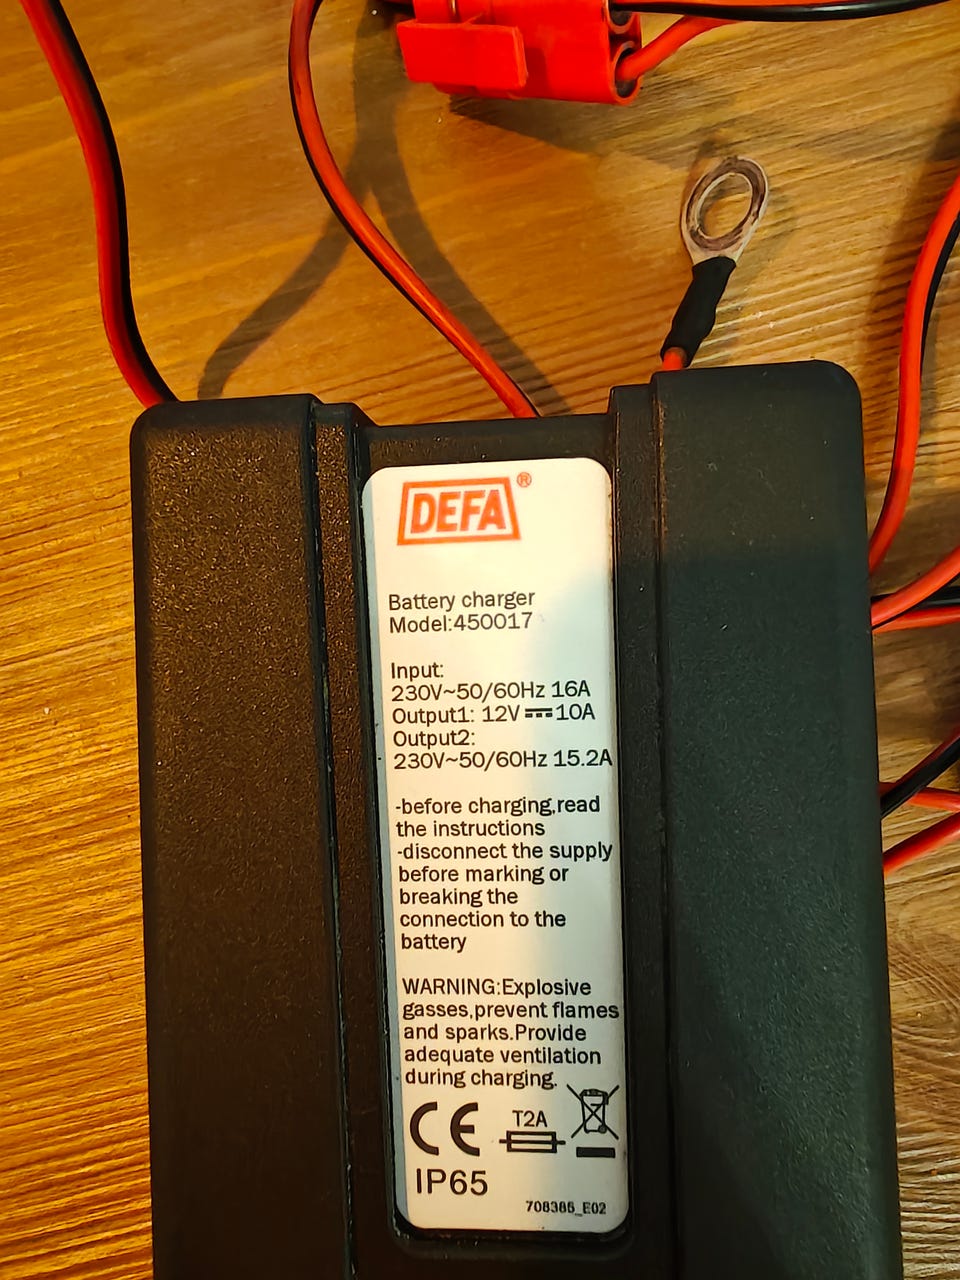 DEFA®
Battery charger
Model:450017
Input:
230V~50/60Hz 16A
Output1: 12V⎓10A
Output2:
230V~50/60Hz 15.2A
-before charging,read
the instructions
-disconnect the supply
before marking or
breaking the
connection to the
battery
WARNING:Explosive
gasses,prevent flames
and sparks.Provide
adequate ventilation
during charging.
CE T2A
IP65
708385_E02